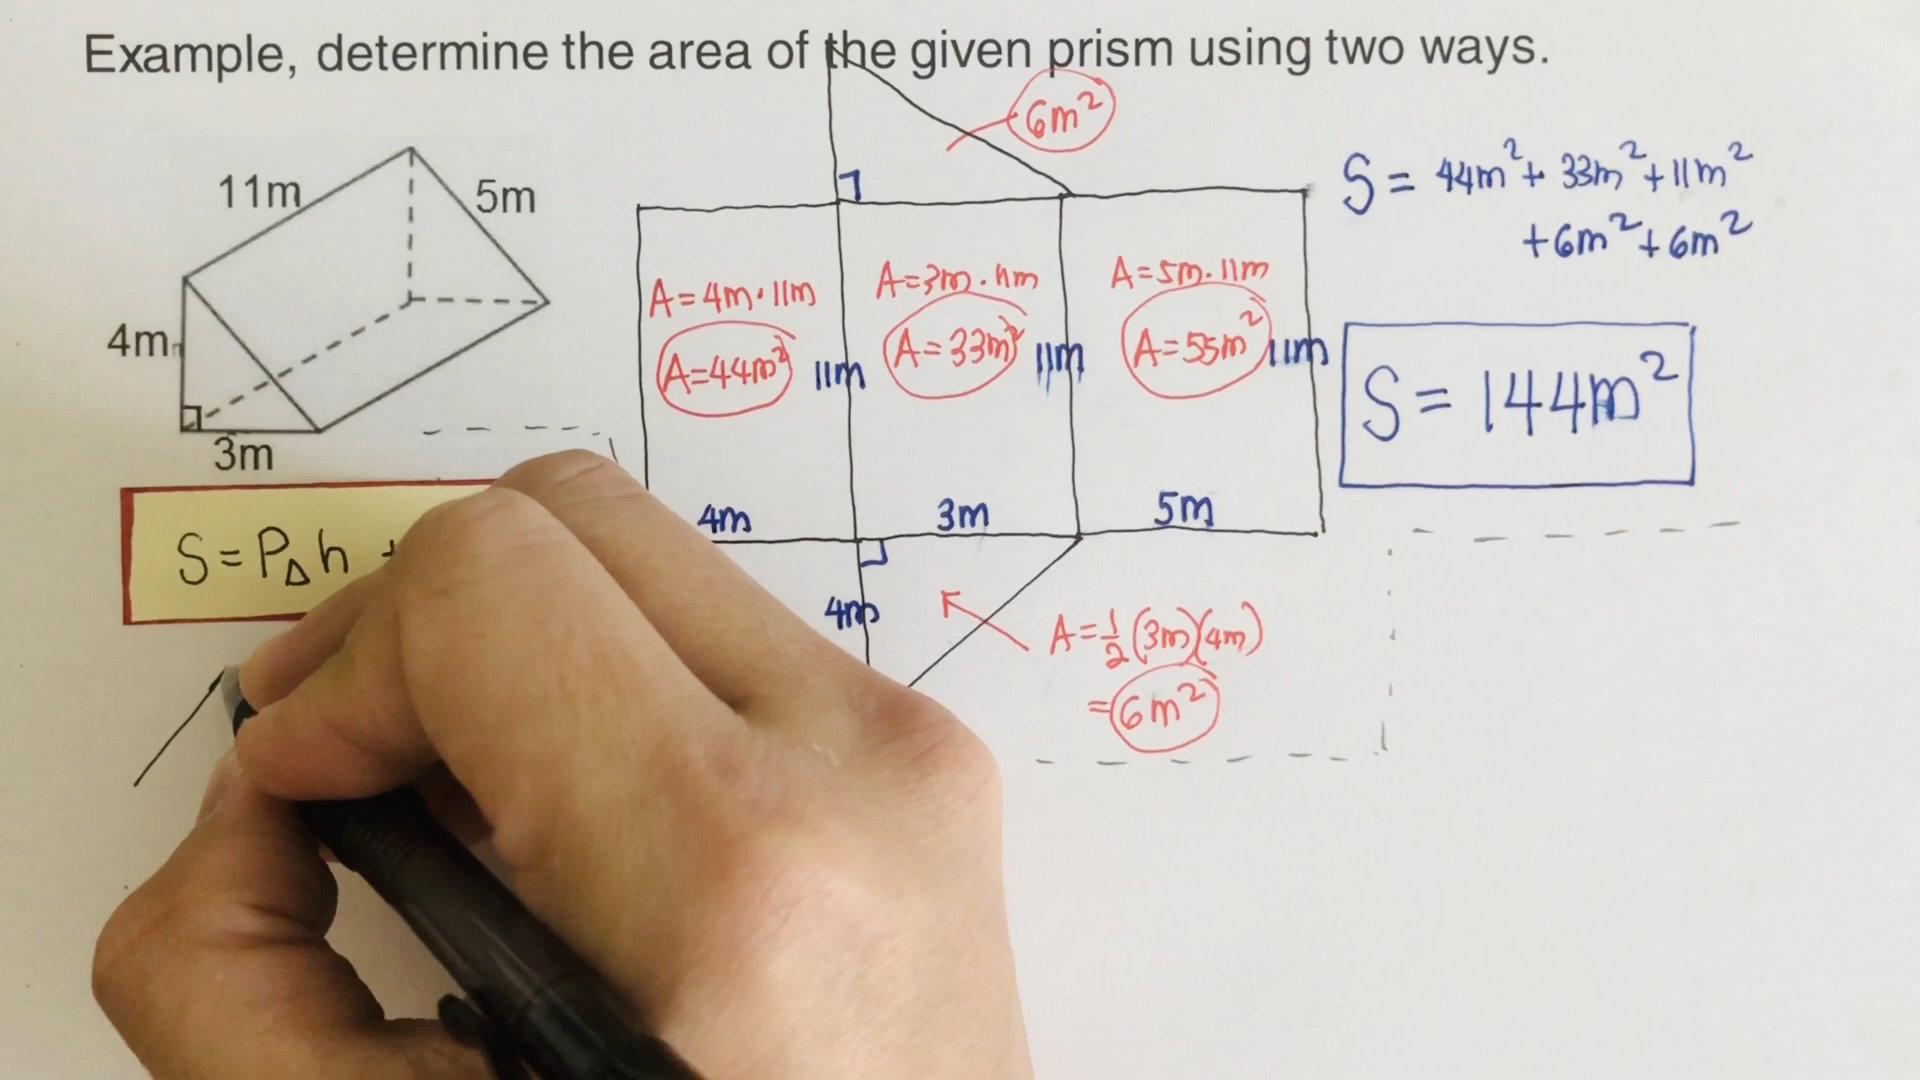 Example, determine the area of the given prism using two ways.
11m
5m
4m
3m
S=P△h +
6m²
A=4m·11m
A=44m²
11m
4m
A=3m.11m
A=33m²
11m
3m
A=5m.11m
A=55m²
11m
5m
4m
A=1/2(3m)(4m)
=6m²
S= 44m²+ 33m²+11m²
+6m²+6m²
S= 144m²